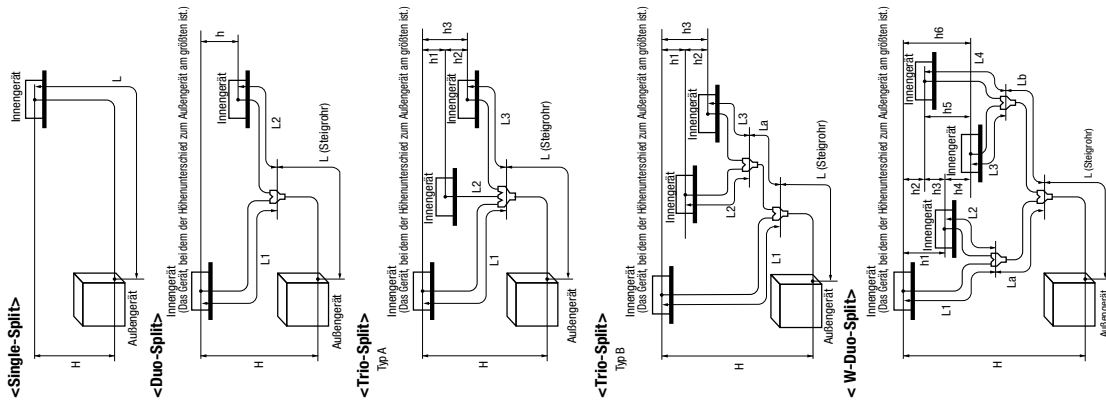 <Single-Split>
Innengerät
H
L
Außengerät
<Duo-Split>
Innengerät
(Das Gerät, bei dem der Höhenunterschied zum Außengerät am größten ist.)
h
Innengerät
H
L1
L2
L (Steigrohr)
Außengerät
<Trio-Split>
Typ A
Innengerät
(Das Gerät, bei dem der Höhenunterschied zum Außengerät am größten ist.)
h3
h1
h2
Innengerät
Innengerät
H
L1
L2
L3
L (Steigrohr)
Außengerät
<Trio-Split>
Typ B
Innengerät
(Das Gerät, bei dem der Höhenunterschied zum Außengerät am größten ist.)
h3
h1
h2
Innengerät
Innengerät
H
L1
L2
L3
La
L (Steigrohr)
Außengerät
< W-Duo-Split>
Innengerät
(Das Gerät, bei dem der Höhenunterschied zum Außengerät am größten ist.)
h6
h1
h2
h3
h4
h5
Innengerät
Innengerät
Innengerät
H
L1
L2
L3
L4
La
Lb
L (Steigrohr)
Außengerät